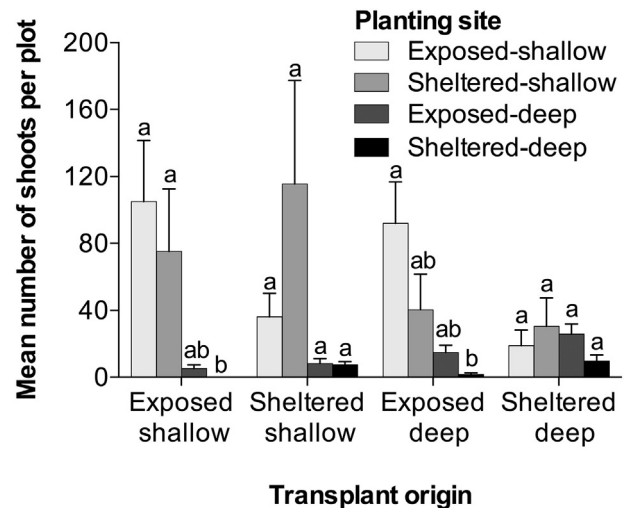 Planting site
Exposed-shallow
Sheltered-shallow
Exposed-deep
Sheltered-deep
Mean number of shoots per plot
200
160
120
80
40
0
a
a
ab
b
a
a
a
a
a
ab
ab
b
a
a
a
a
Exposed shallow
Sheltered shallow
Exposed deep
Sheltered deep
Transplant origin